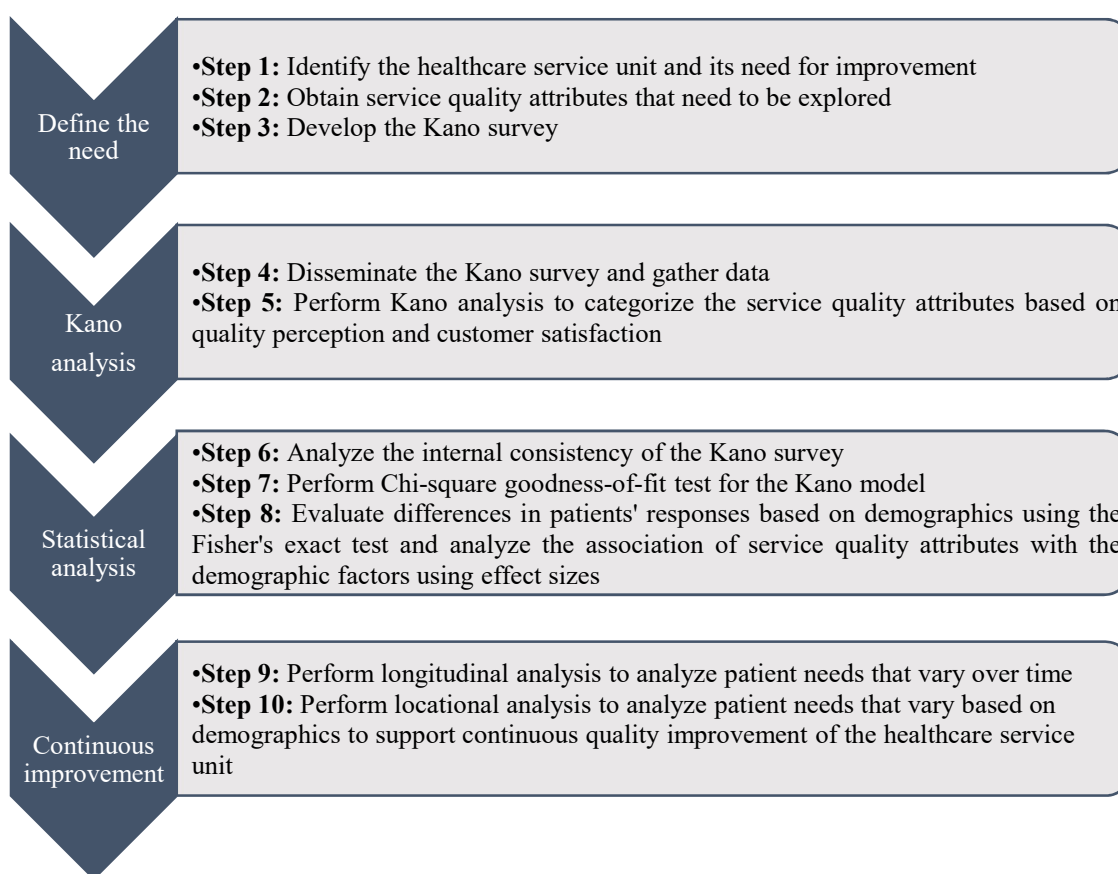 Define the
need
•Step 1: Identify the healthcare service unit and its need for improvement
•Step 2: Obtain service quality attributes that need to be explored
•Step 3: Develop the Kano survey
Kano
analysis
•Step 4: Disseminate the Kano survey and gather data
•Step 5: Perform Kano analysis to categorize the service quality attributes based on
quality perception and customer satisfaction
Statistical
analysis
•Step 6: Analyze the internal consistency of the Kano survey
•Step 7: Perform Chi-square goodness-of-fit test for the Kano model
•Step 8: Evaluate differences in patients' responses based on demographics using the
Fisher's exact test and analyze the association of service quality attributes with the
demographic factors using effect sizes
Continuous
improvement
•Step 9: Perform longitudinal analysis to analyze patient needs that vary over time
•Step 10: Perform locational analysis to analyze patient needs that vary based on
demographics to support continuous quality improvement of the healthcare service
unit